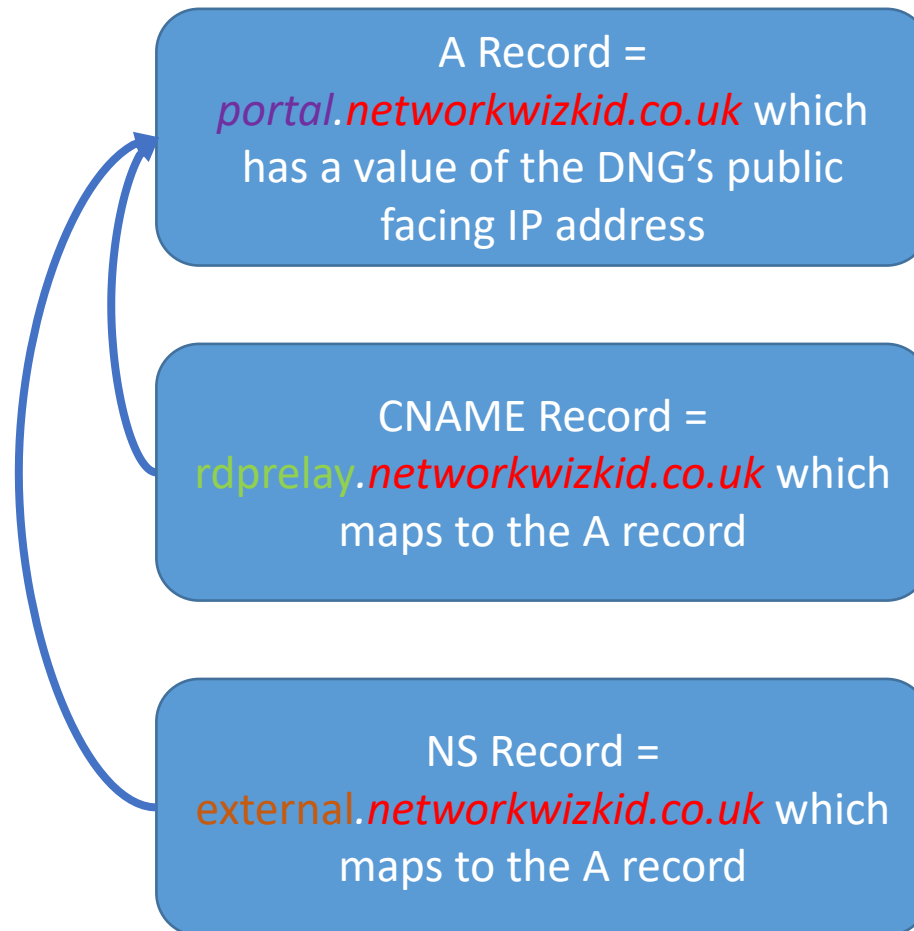 A Record =
portal.networkwizkid.co.uk which
has a value of the DNG’s public
facing IP address
CNAME Record =
rdprelay.networkwizkid.co.uk which
maps to the A record
NS Record =
external.networkwizkid.co.uk which
maps to the A record